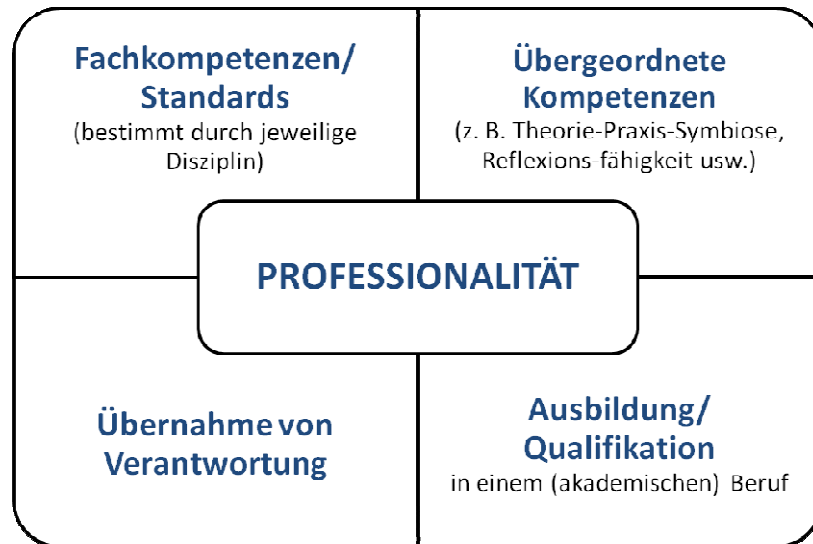 Fachkompetenzen/
Standards
(bestimmt durch jeweilige
Disziplin)
Übergeordnete
Kompetenzen
(z. B. Theorie-Praxis-Symbiose,
Reflexions-fähigkeit usw.)
PROFESSIONALITÄT
Übernahme von
Verantwortung
Ausbildung/
Qualifikation
in einem (akademischen) Beruf